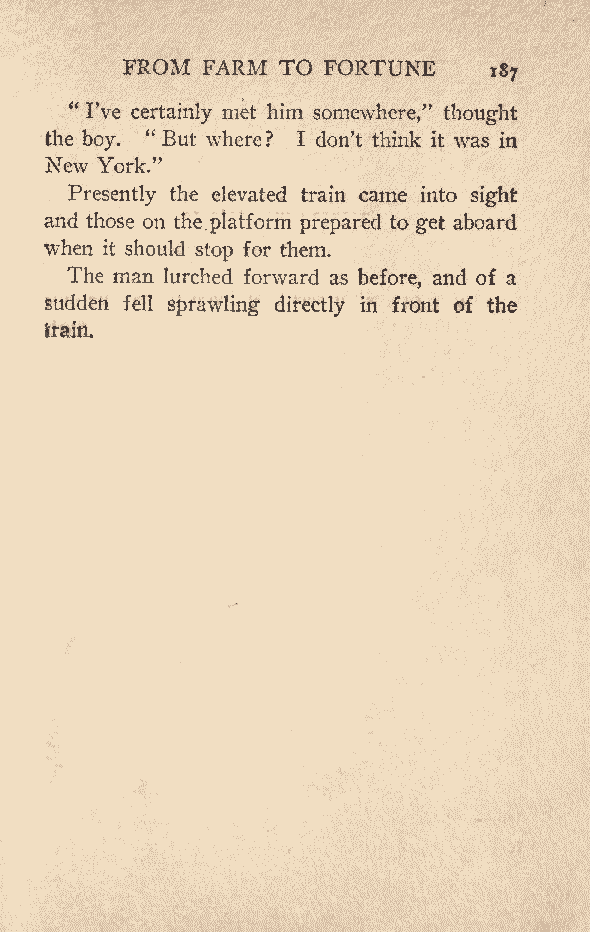 FROM FARM TO FORTUNE 187
“ I’ve certainly met him somewhere,” thought
the boy. “ But where? I don’t think it was in
New York.”
Presently the elevated train came into sight
and those on the platform prepared to get aboard
when it should stop for them.
The man lurched forward as before, and of a
sudden fell sprawling directly in front of the
train.